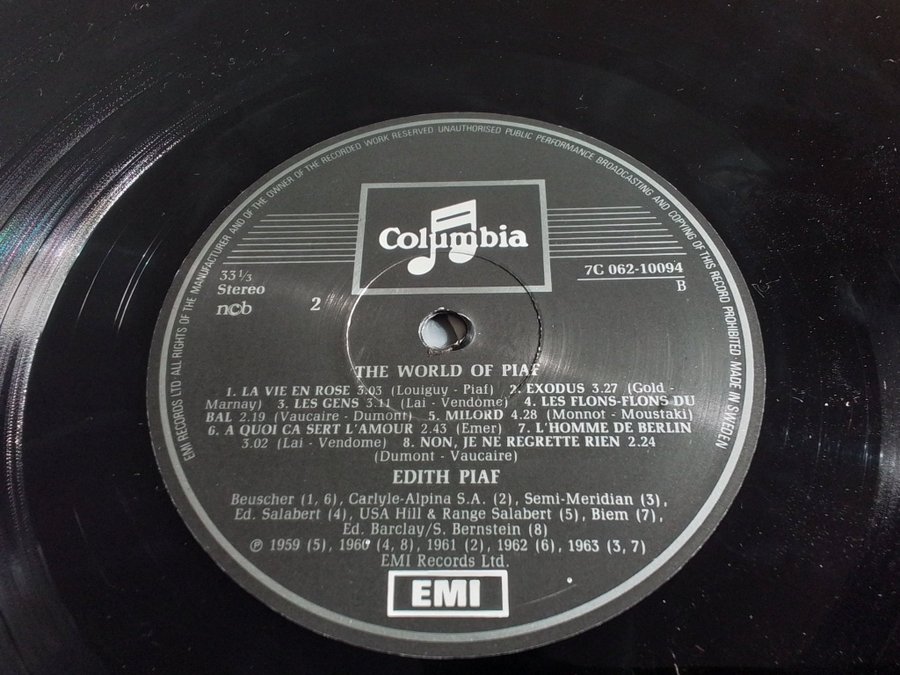 EMI RECORDS LTD ALL RIGHTS OF THE MANUFACTURER AND OF THE OWNER OF THE RECORDED WORK RESERVED UNAUTHORISED PUBLIC PERFORMANCE BROADCASTING AND COPYING OF THIS RECORD PROHIBITED. MADE IN SWEDEN
Columbia
33 1/3
Stereo
ncb
2
7C 062-10094
B
THE WORLD OF PIAF
1. LA VIE EN ROSE 3.03 (Louiguy - Piaf) 2. EXODUS 3.27 (Gold -
Marnay) 3. LES GENS 3.11 (Lai - Vendôme) 4. LES FLONS-FLONS DU
BAL 2.19 (Vaucaire - Dumont) 5. MILORD 4.28 (Monnot - Moustaki)
6. A QUOI CA SERT L'AMOUR 2.43 (Emer) 7. L'HOMME DE BERLIN
3.02 (Lai - Vendome) 8. NON, JE NE REGRETTE RIEN 2.24
(Dumont - Vaucaire)
EDITH PIAF
Beuscher (1, 6), Carlyle-Alpina S.A. (2), Semi-Meridian (3),
Ed. Salabert (4), USA Hill & Range Salabert (5), Biem (7),
Ed. Barclay/S. Bernstein (8)
℗ 1959 (5), 1960 (4, 8), 1961 (2), 1962 (6), 1963 (3, 7)
EMI Records Ltd.
EMI